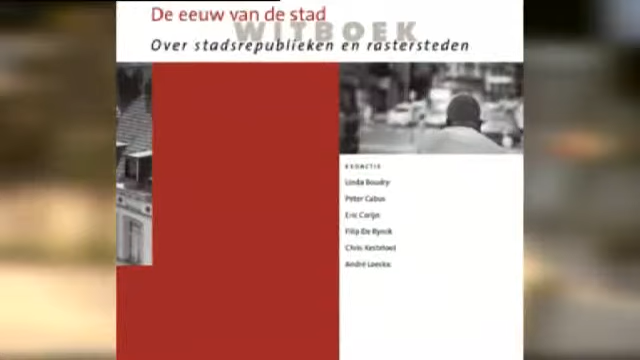 De eeuw van de stad
WITBOEK
Over stadsrepublieken en rastersteden
REDACTIE
Linda Boudry
Peter Cabus
Eric Corijn
Filip De Rynck
Chris Kesteloot
André Loeckx